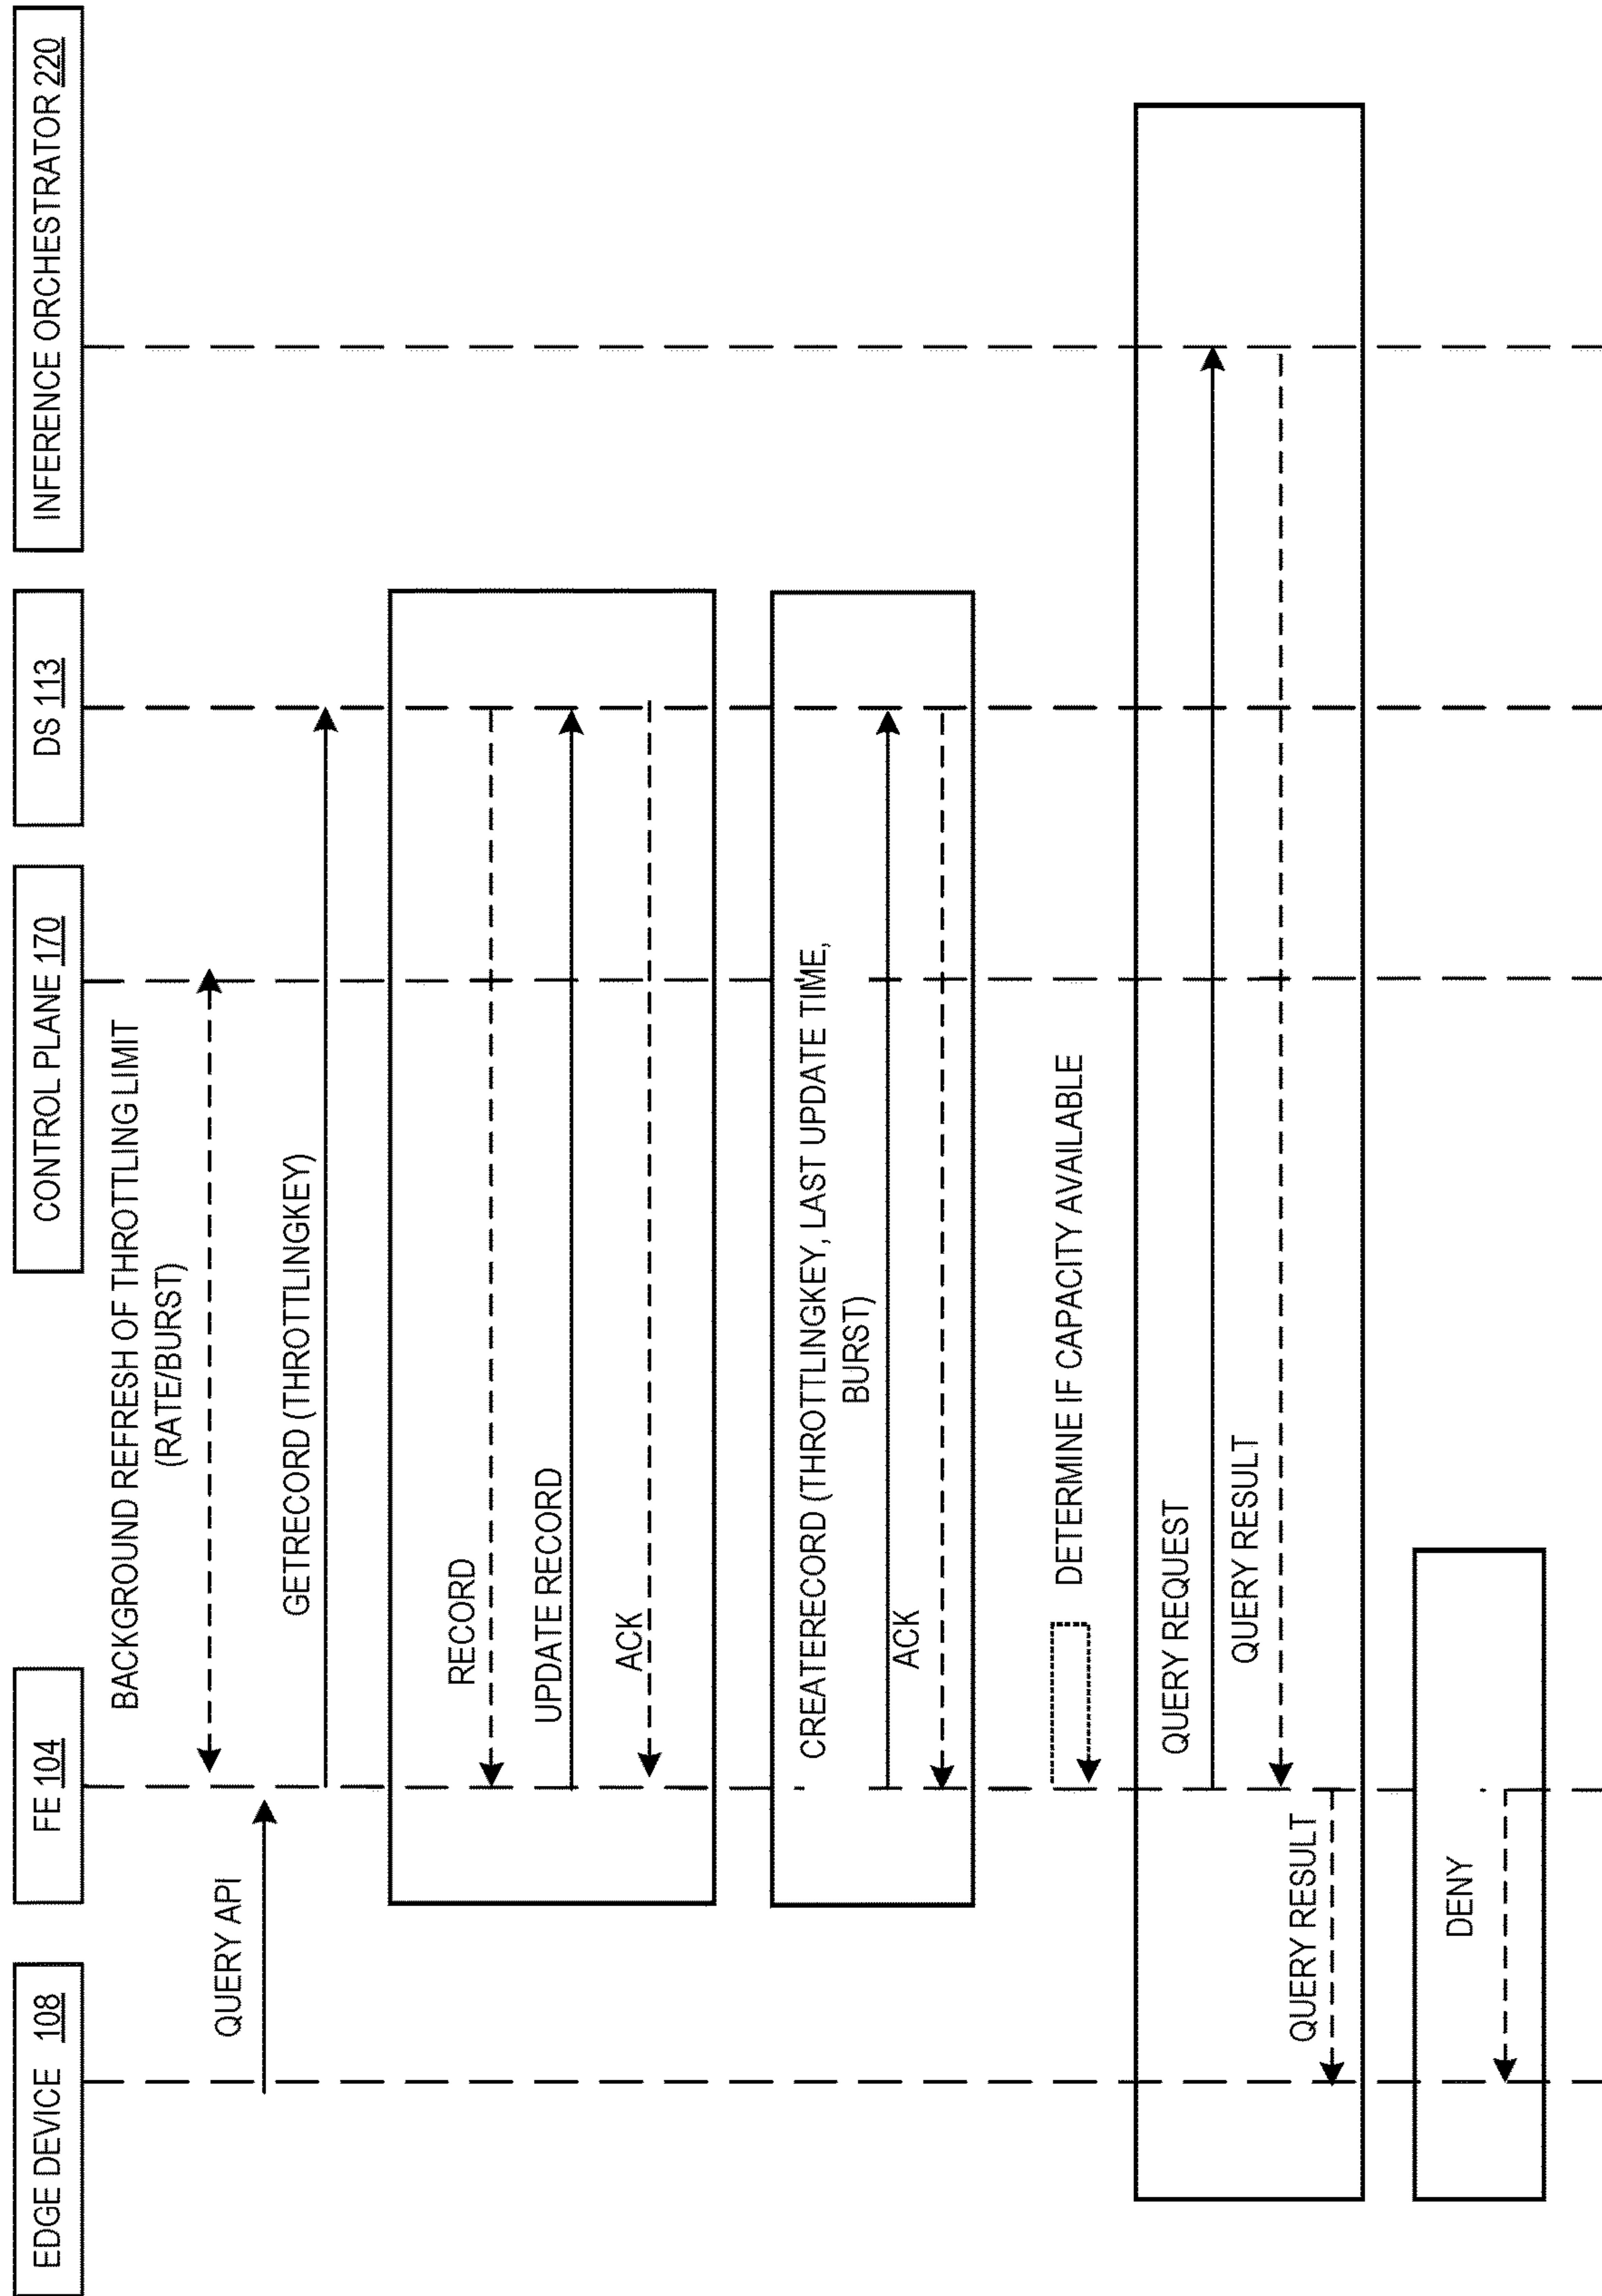 EDGE DEVICE 108
FE 104
CONTROL PLANE 170
DS 113
INFERENCE ORCHESTRATOR 220
BACKGROUND REFRESH OF THROTTLING LIMIT
(RATE/BURST)
QUERY API
GETRECORD (THROTTLINGKEY)
RECORD
UPDATE RECORD
ACK
CREATERECORD (THROTTLINGKEY, LAST UPDATE TIME,
BURST)
ACK
DETERMINE IF CAPACITY AVAILABLE
QUERY REQUEST
QUERY RESULT
QUERY RESULT
DENY